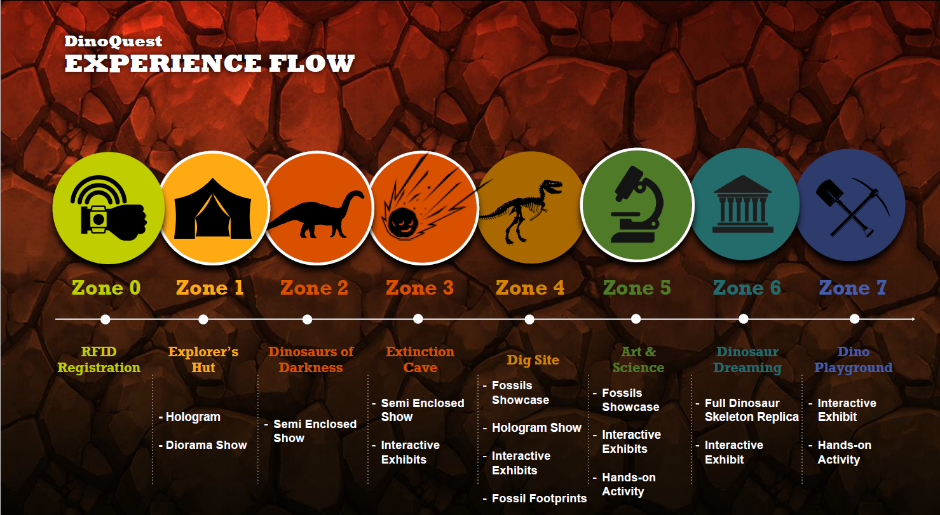 DinoQuest
EXPERIENCE FLOW
Zone 0
Zone 1
Zone 2
Zone 3
Zone 4
Zone 5
Zone 6
Zone 7
RFID
Registration
Explorer's
Hut
- Hologram
- Diorama Show
Dinosaurs of
Darkness
- Semi Enclosed
Show
Extinction
Cave
- Semi Enclosed
Show
- Interactive
Exhibits
Dig Site
- Fossils
Showcase
- Hologram Show
- Interactive
Exhibits
- Fossil Footprints
Art &
Science
- Fossils
Showcase
- Interactive
Exhibits
- Hands-on
Activity
Dinosaur
Dreaming
- Full Dinosaur
Skeleton Replica
- Interactive
Exhibit
Dino
Playground
- Interactive
Exhibit
- Hands-on
Activity